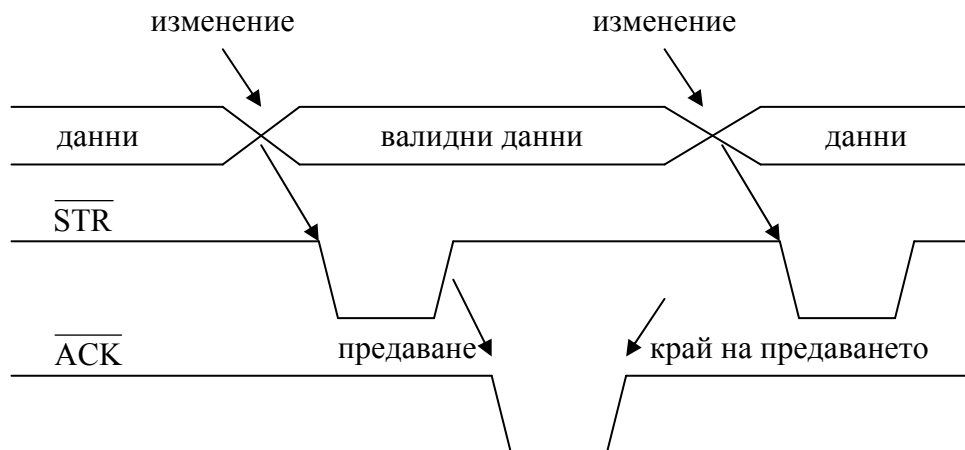 изменение изменение
данни валидни данни данни
STR
ACK предаване край на предаването